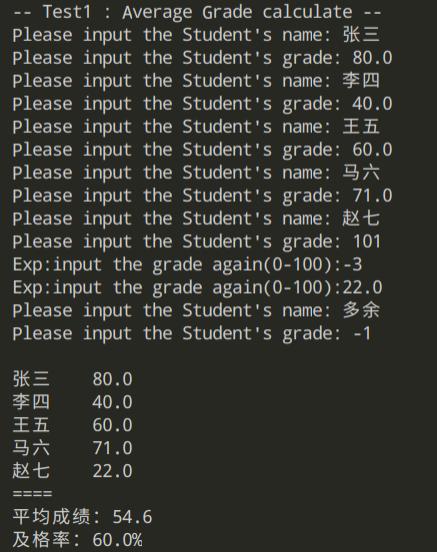 -- Test1 : Average Grade calculate --
Please input the Student's name: 张三
Please input the Student's grade: 80.0
Please input the Student's name: 李四
Please input the Student's grade: 40.0
Please input the Student's name: 王五
Please input the Student's grade: 60.0
Please input the Student's name: 马六
Please input the Student's grade: 71.0
Please input the Student's name: 赵七
Please input the Student's grade: 101
Exp:input the grade again(0-100):-3
Exp:input the grade again(0-100):22.0
Please input the Student's name: 多余
Please input the Student's grade: -1
张三 80.0
李四 40.0
王五 60.0
马六 71.0
赵七 22.0
====
平均成绩: 54.6
及格率: 60.0%